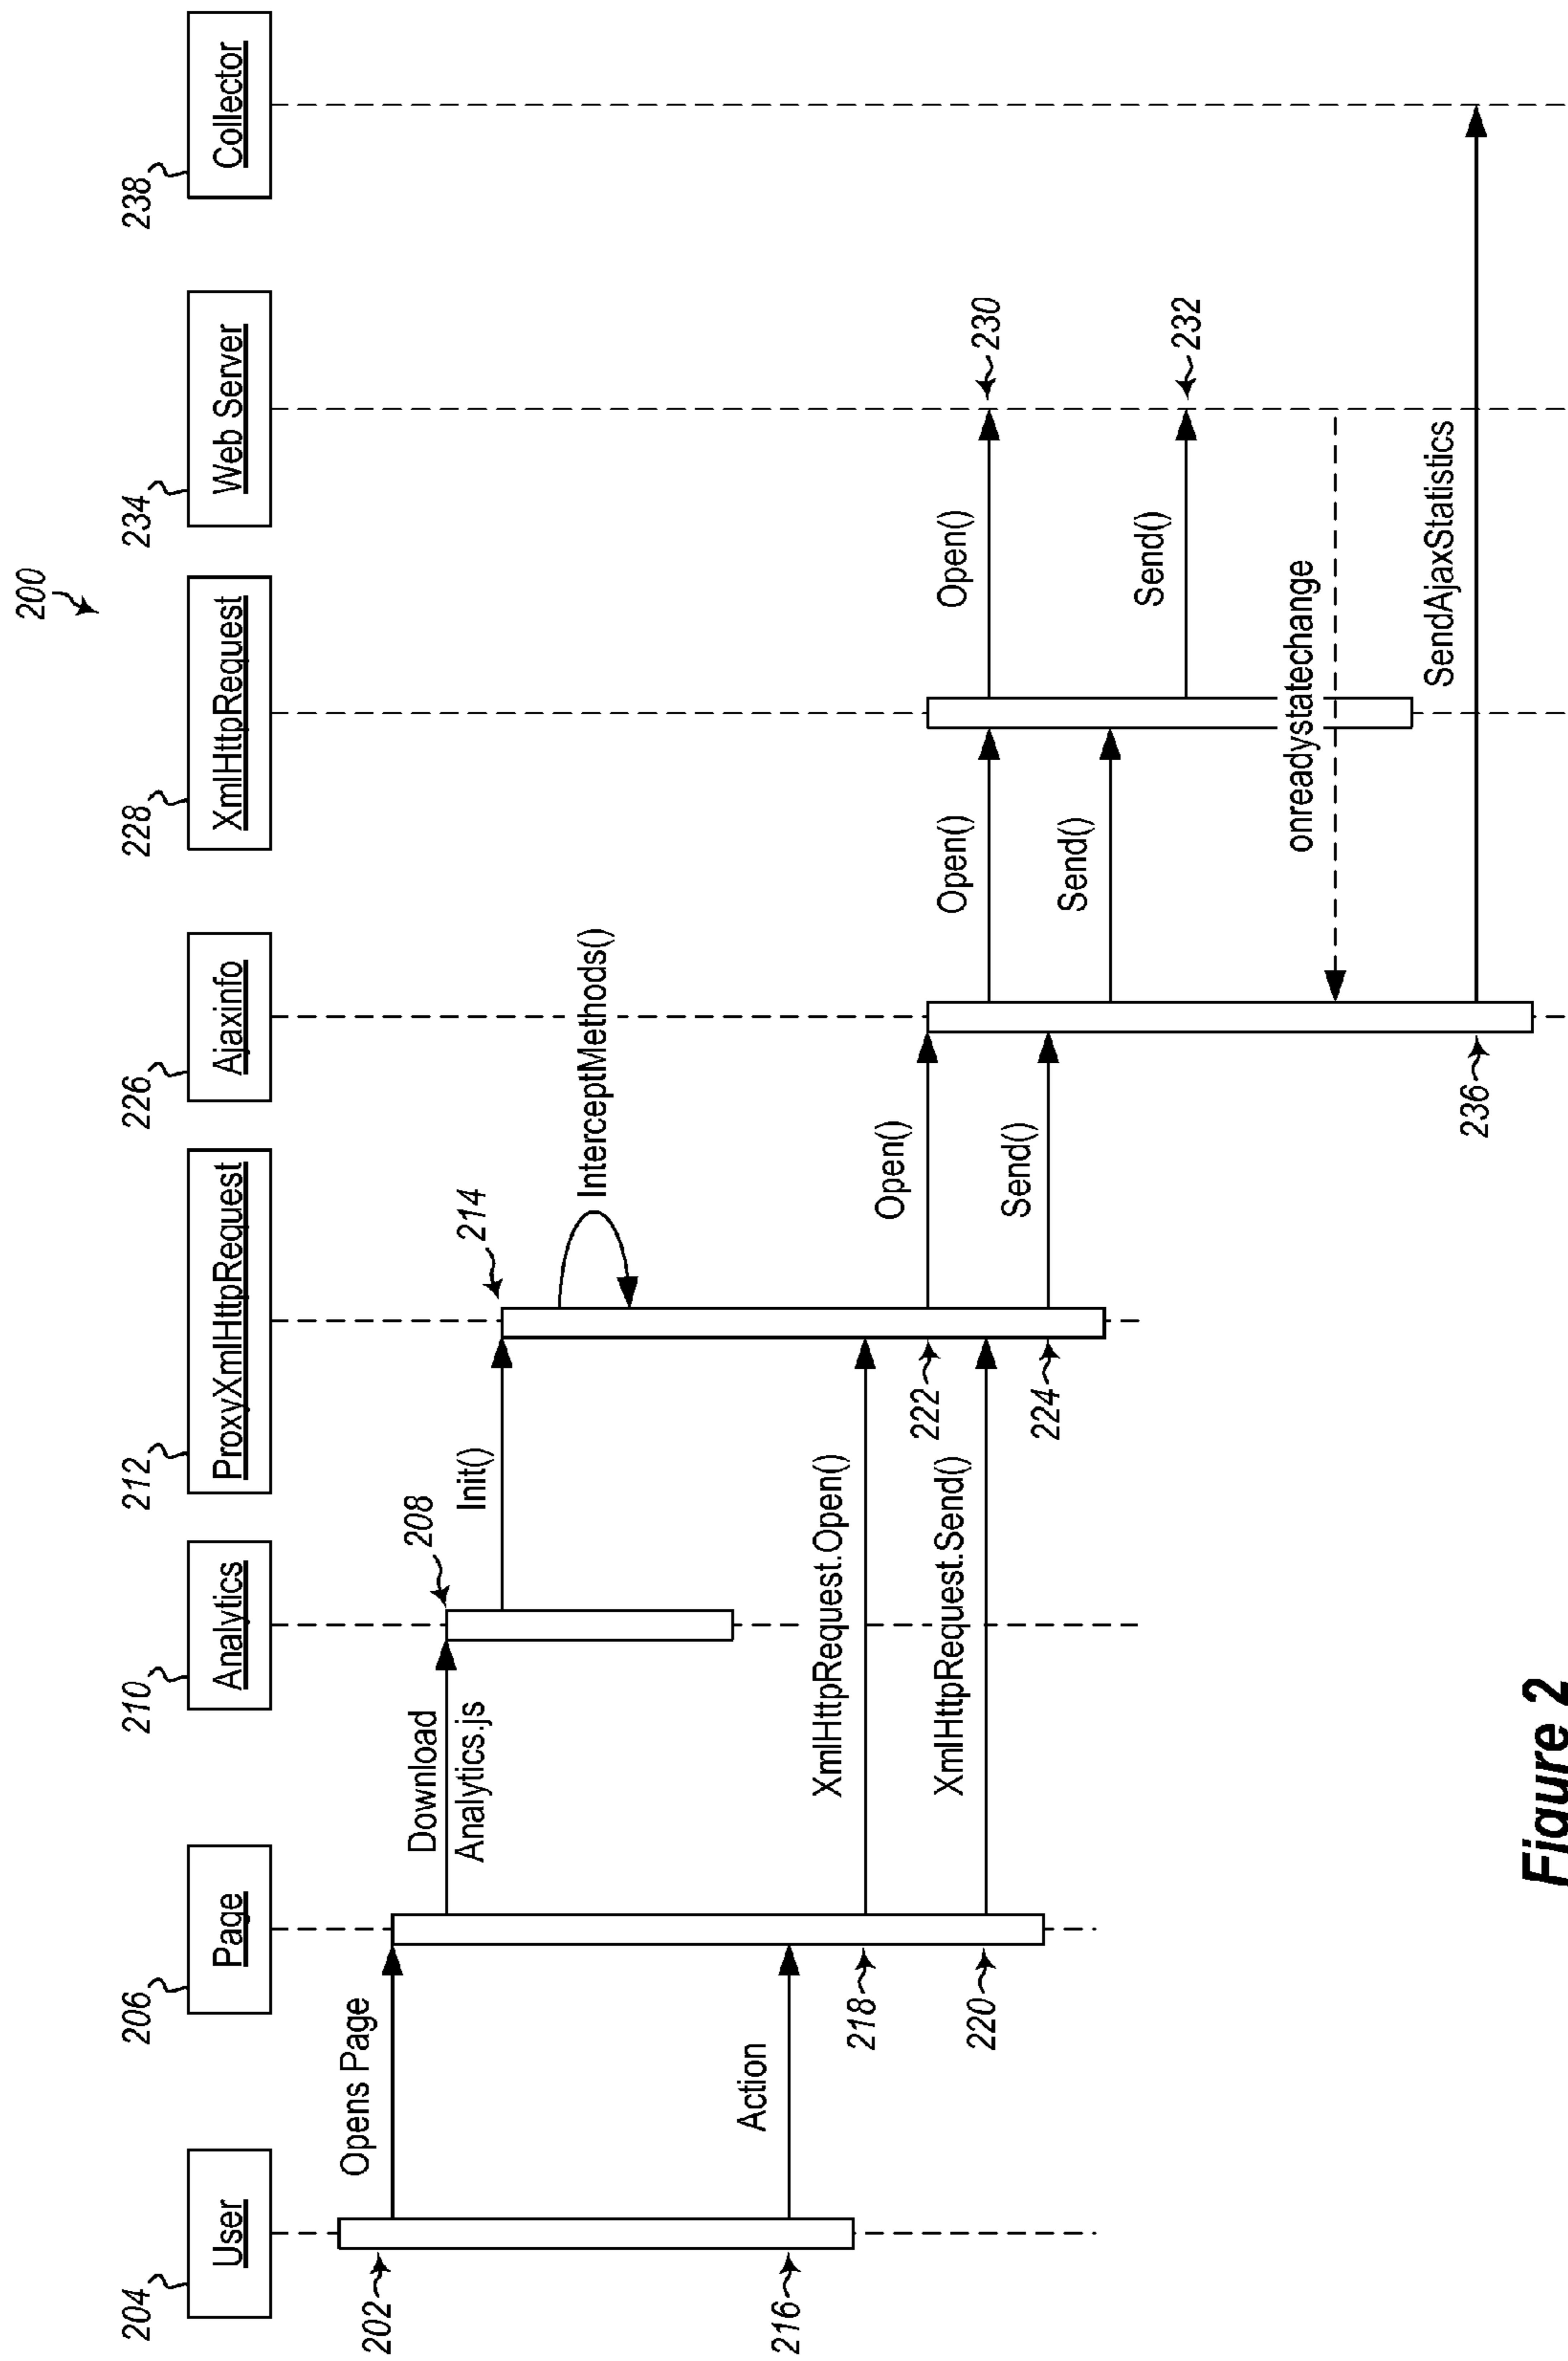 200
204
User
206
Page
210
Analytics
212
ProxyXmlHttpRequest
226
Ajaxinfo
228
XmlHttpRequest
234
Web Server
238
Collector
202
Opens Page
Download
Analytics.js
208
Init()
214
InterceptMethods()
216
Action
218
XmlHttpRequest.Open()
222
Open()
Open()
Open()
230
220
XmlHttpRequest.Send()
224
Send()
Send()
Send()
232
onreadystatechange
236
SendAjaxStatistics
Figure 2